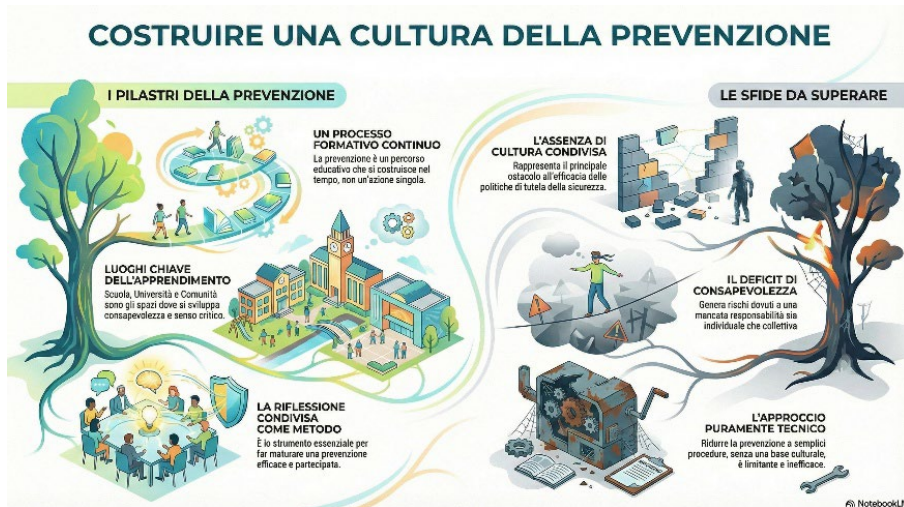 COSTRUIRE UNA CULTURA DELLA PREVENZIONE
I PILASTRI DELLA PREVENZIONE
UN PROCESSO
FORMATIVO CONTINUO
La prevenzione è un percorso
educativo che si costruisce nel
tempo, non un'azione singola.
LUOGHI CHIAVE
DELL'APPRENDIMENTO
Scuola, Università e Comunità
sono gli spazi dove si sviluppa
consapevolezza e senso critico.
LA RIFLESSIONE
CONDIVISA
COME METODO
È lo strumento essenziale per
far maturare una prevenzione
efficace e partecipata.
LE SFIDE DA SUPERARE
L'ASSENZA DI
CULTURA CONDIVISA
Rappresenta il principale
ostacolo all'efficacia delle
politiche di tutela della sicurezza.
IL DEFICIT DI
CONSAPEVOLEZZA
Genera rischi dovuti a una
mancata responsabilità sia
individuale che collettiva
L'APPROCCIO
PURAMENTE TECNICO
Ridurre la prevenzione a semplici
procedure, senza una base culturale,
è limitante e inefficace.
NotebookLM